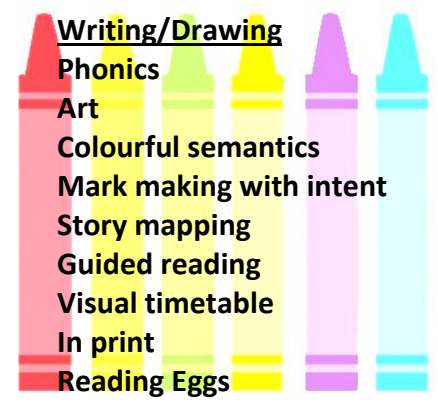 Writing/Drawing
Phonics
Art
Colourful semantics
Mark making with intent
Story mapping
Guided reading
Visual timetable
In print
Reading Eggs